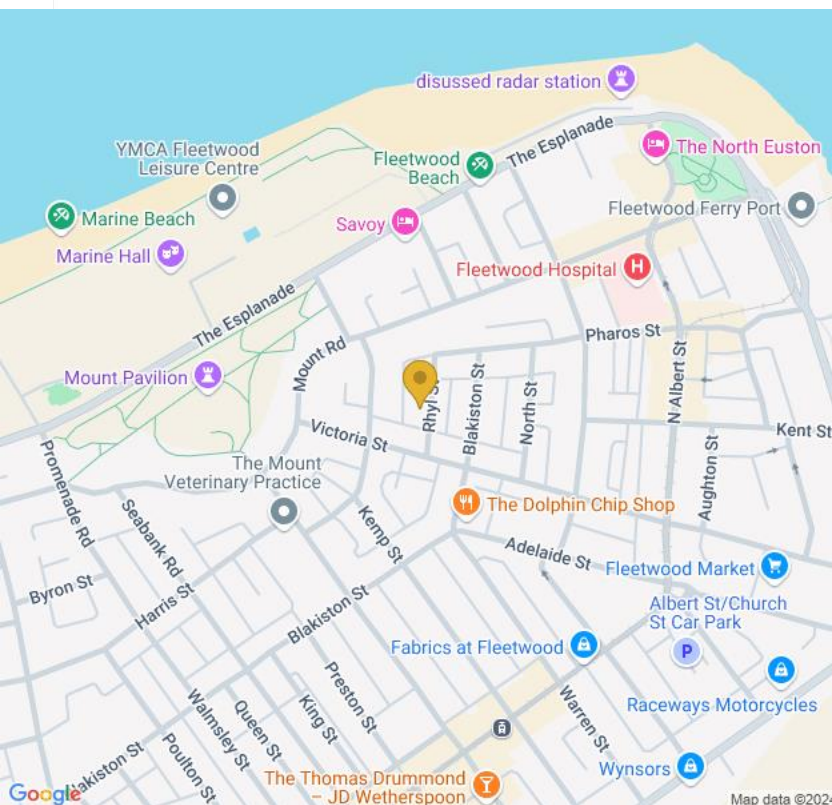 disussed radar station
The Esplanade
YMCA Fleetwood
Leisure Centre
Fleetwood
Beach
The North Euston
Marine Beach
Savoy
Fleetwood Ferry Port
Marine Hall
Fleetwood Hospital
The Esplanade
Pharos St
Mount Rd
N Albert St
Mount Pavilion
Rhyl St
Blakiston St
North St
Victoria St
Kent St
Aughton St
The Mount
Veterinary Practice
Promenade Rd
Seabank Rd
The Dolphin Chip Shop
Kemp St
Adelaide St
Fleetwood Market
Byron St
Harris St
Blakiston St
Albert St/Church
St Car Park
P
Fabrics at Fleetwood
Preston St
Warren St
Raceways Motorcycles
Walmsley St
Queen St
King St
Poulton St
Blakiston St
Wynsors
The Thomas Drummond
– JD Wetherspoon
Google
Map data ©2024
H